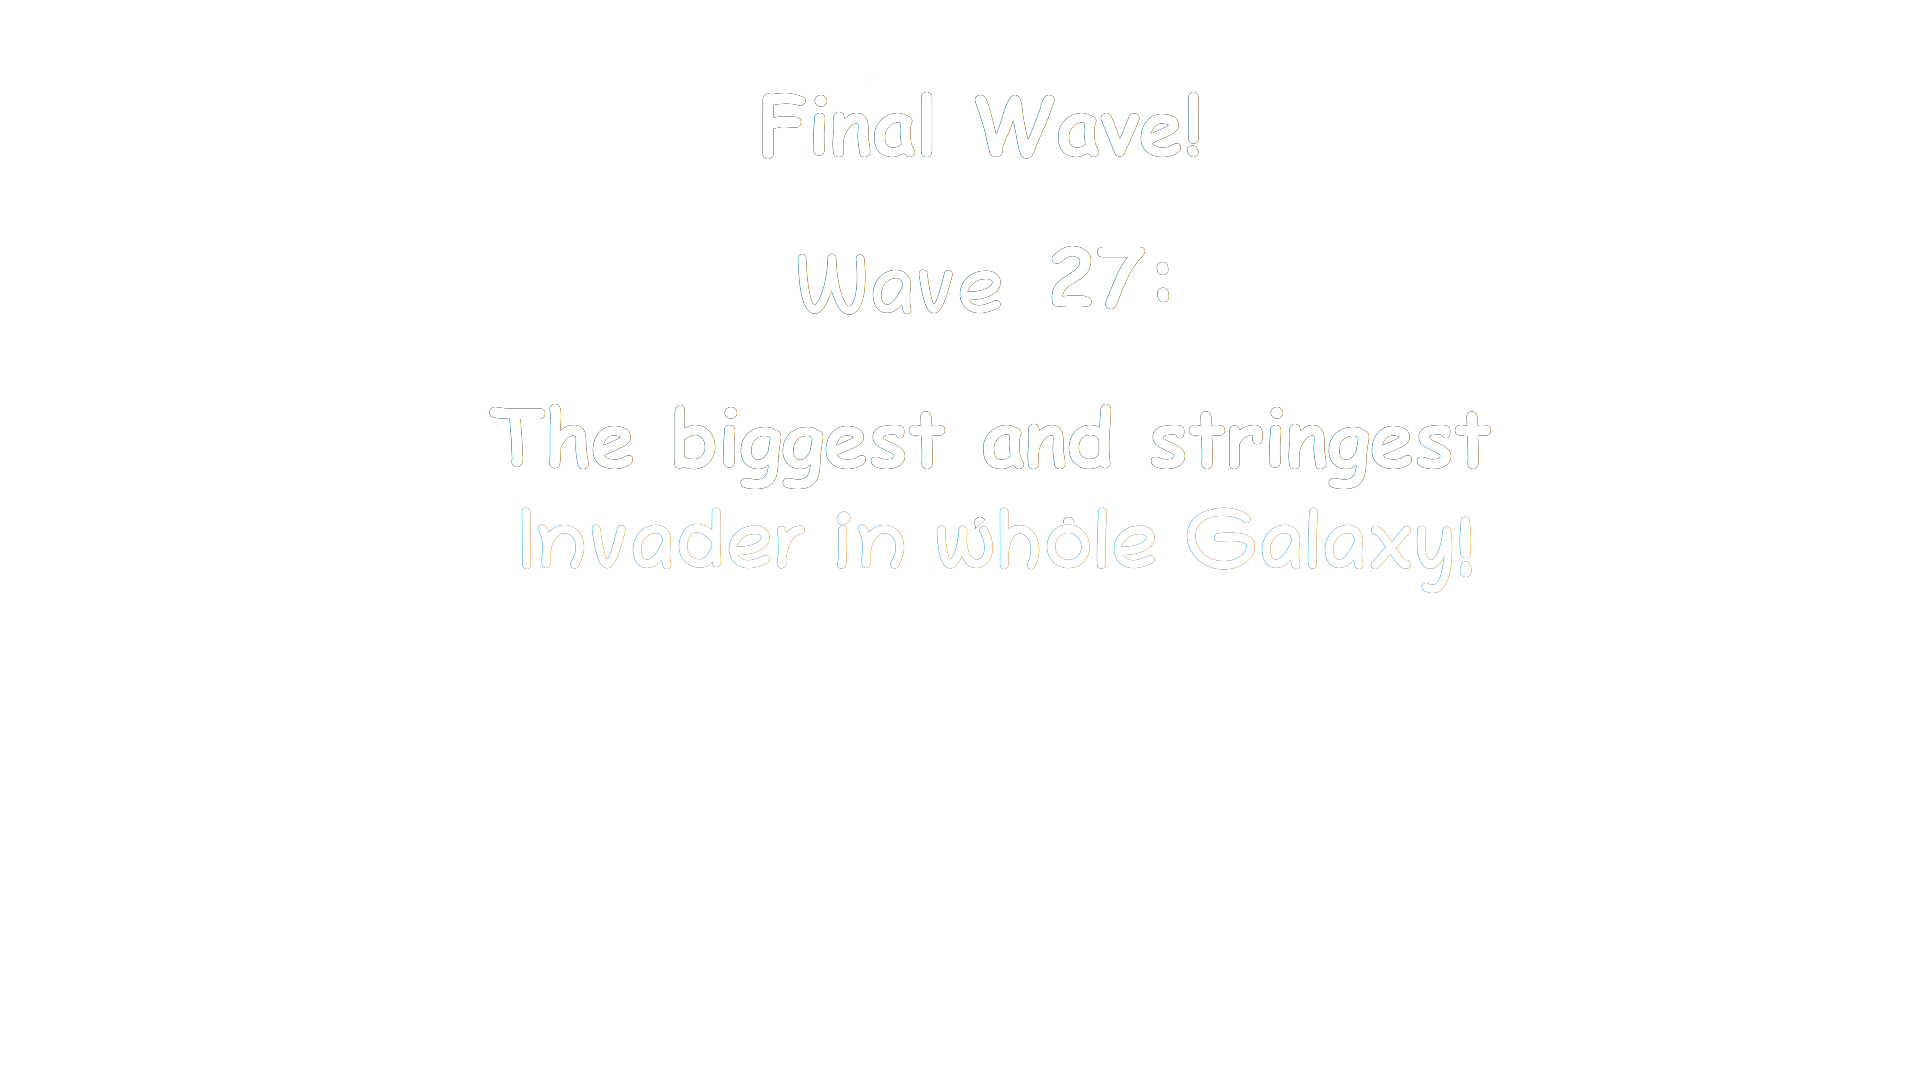 Final Wave!
Wave 27:
The biggest and stringest
Invader in whole Galaxy!